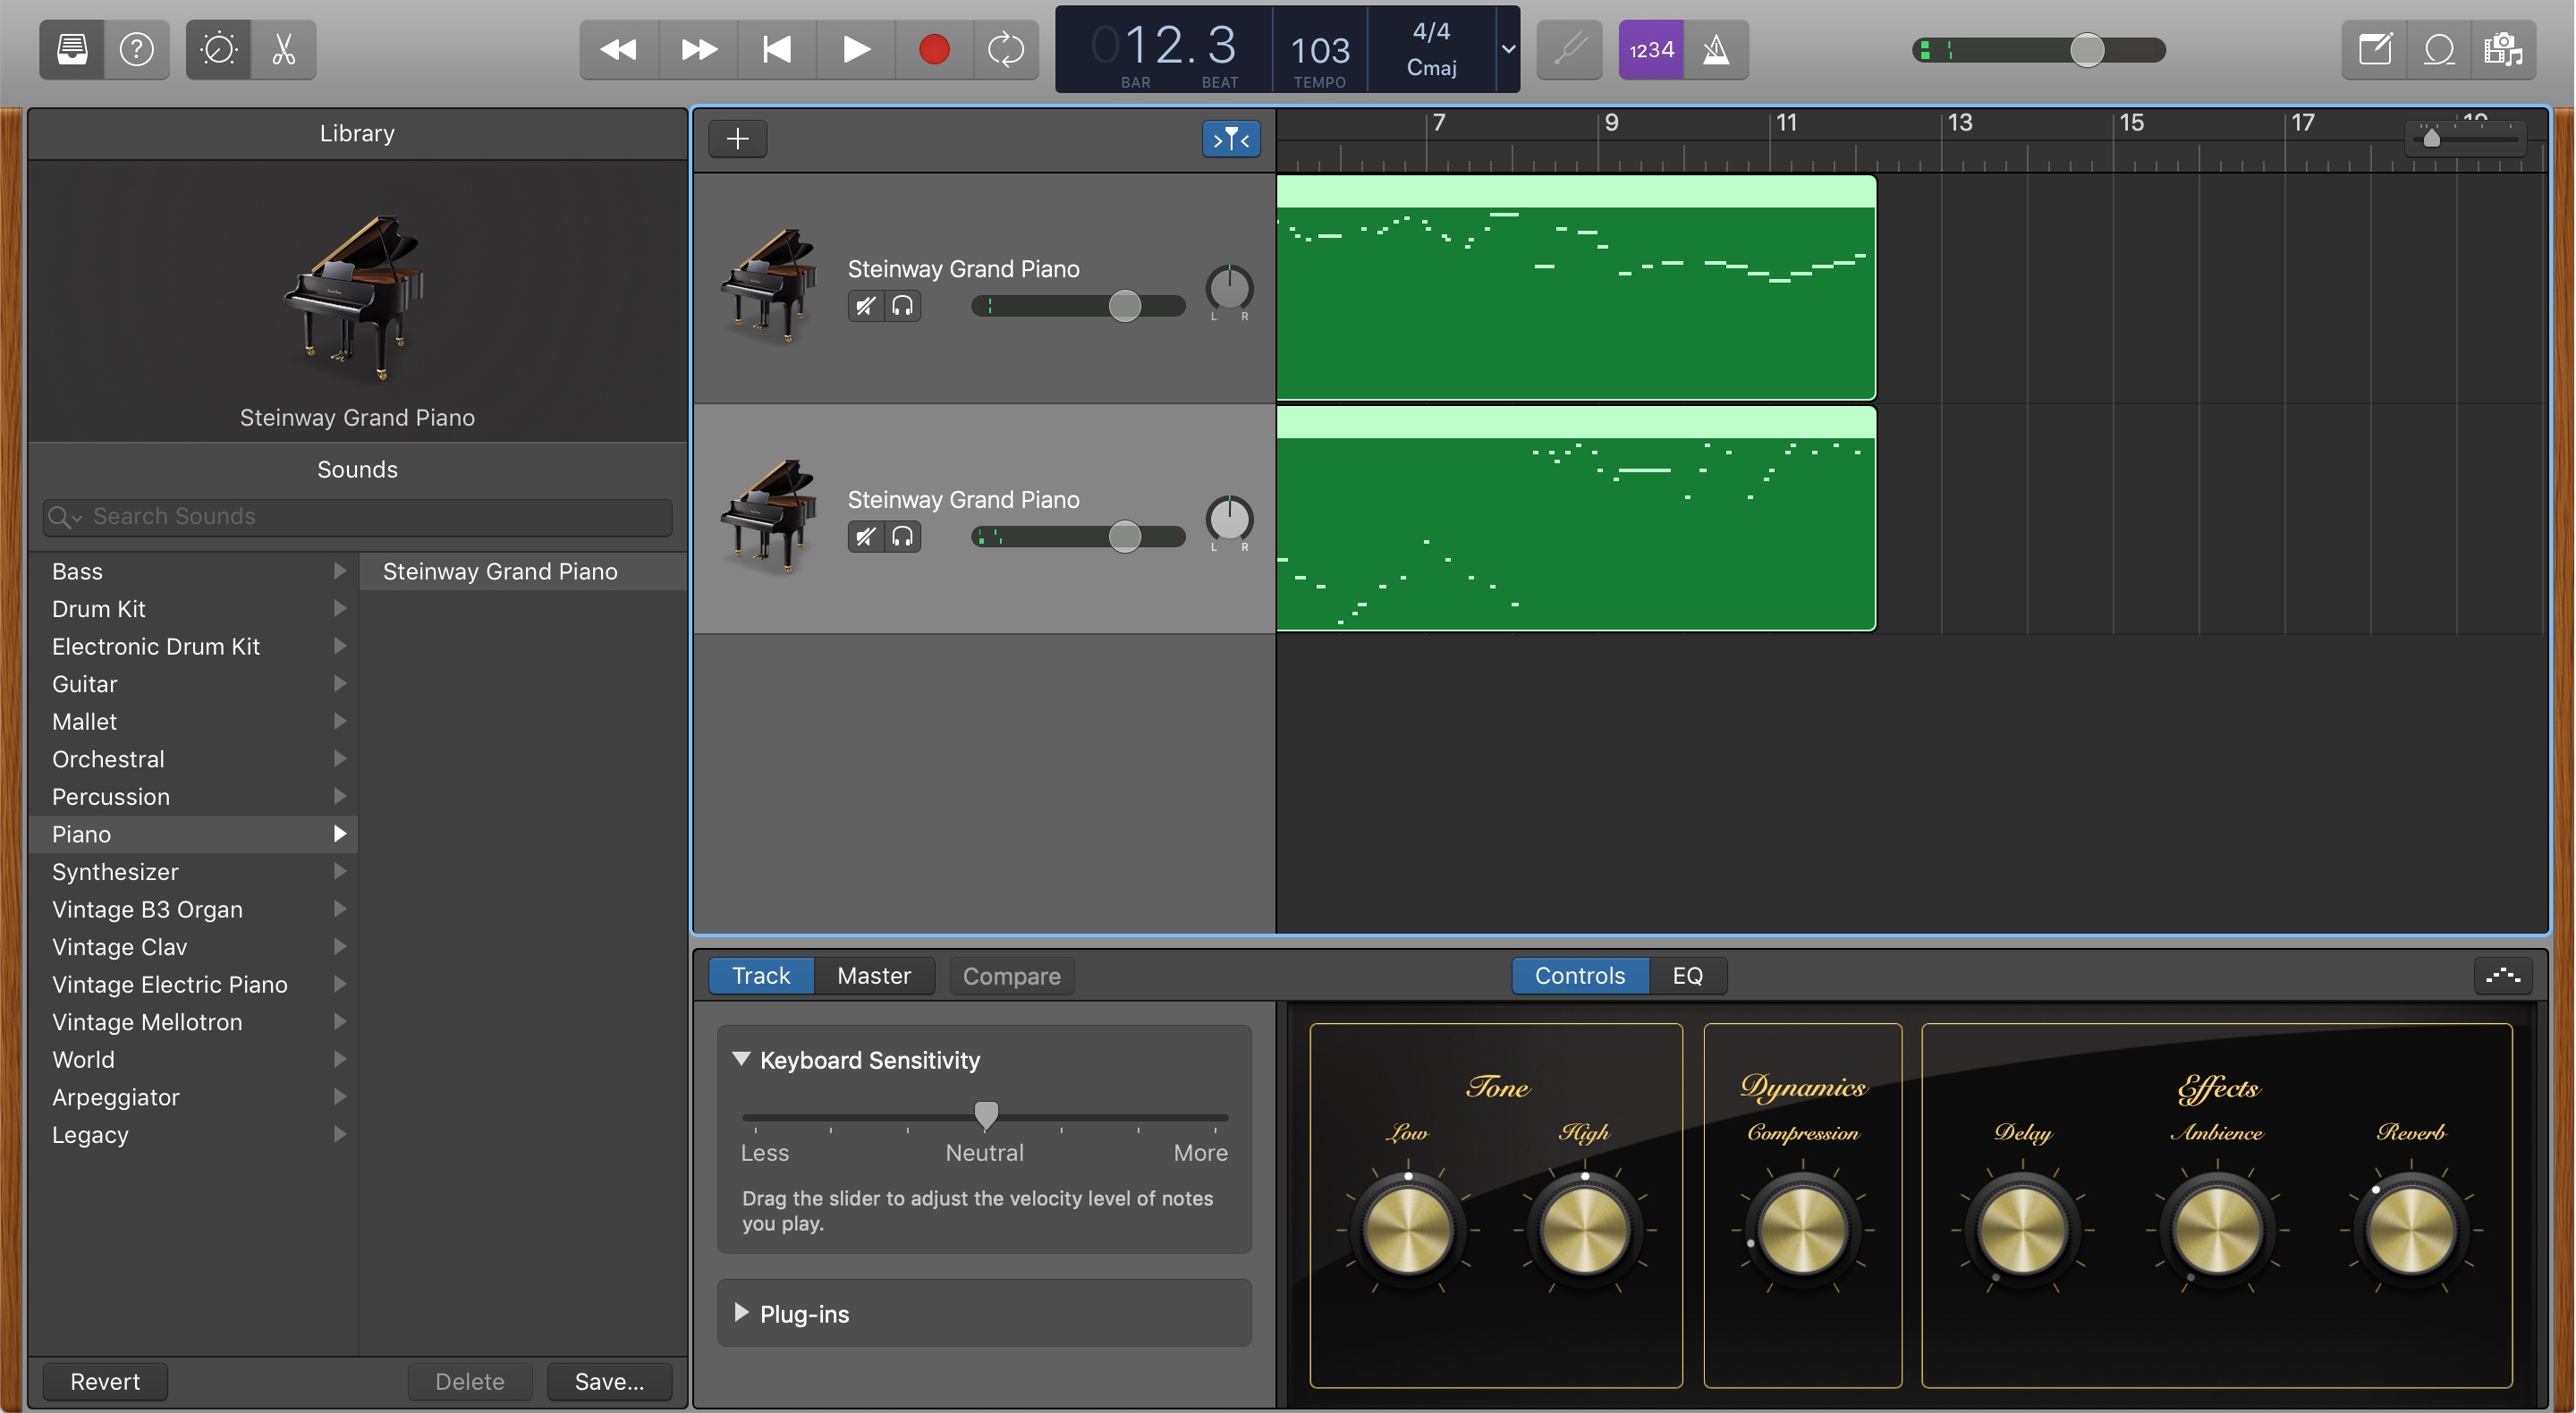 012.3
BAR BEAT
103
TEMPO
4/4
Cmaj
1234
Library
Steinway Grand Piano
Sounds
Search Sounds
Bass
Drum Kit
Electronic Drum Kit
Guitar
Mallet
Orchestral
Percussion
Piano
Synthesizer
Vintage B3 Organ
Vintage Clav
Vintage Electric Piano
Vintage Mellotron
World
Arpeggiator
Legacy
Steinway Grand Piano
Revert
Delete
Save...
7 9 11 13 15 17
Steinway Grand Piano
L R
Steinway Grand Piano
L R
Track Master Compare
Controls EQ
Keyboard Sensitivity
Less Neutral More
Drag the slider to adjust the velocity level of notes
you play.
Plug-ins
Tone
Low High
Dynamics
Compression
Effects
Delay Ambience Reverb